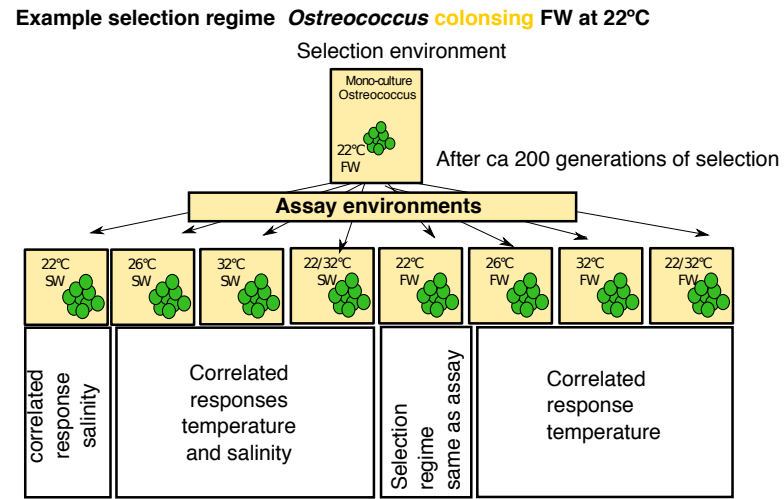 Example selection regime Ostreococcus colonsing FW at 22ºC
Selection environment
Mono-culture
Ostreococcus
22ºC
FW
After ca 200 generations of selection
Assay environments
22ºC
SW
26ºC
SW
32ºC
SW
22/32ºC
SW
22ºC
FW
26ºC
FW
32ºC
FW
22/32ºC
FW
correlated
response
salinity
Correlated
responses
temperature
and salinity
Selection
regime
same as assay
Correlated
response
temperature